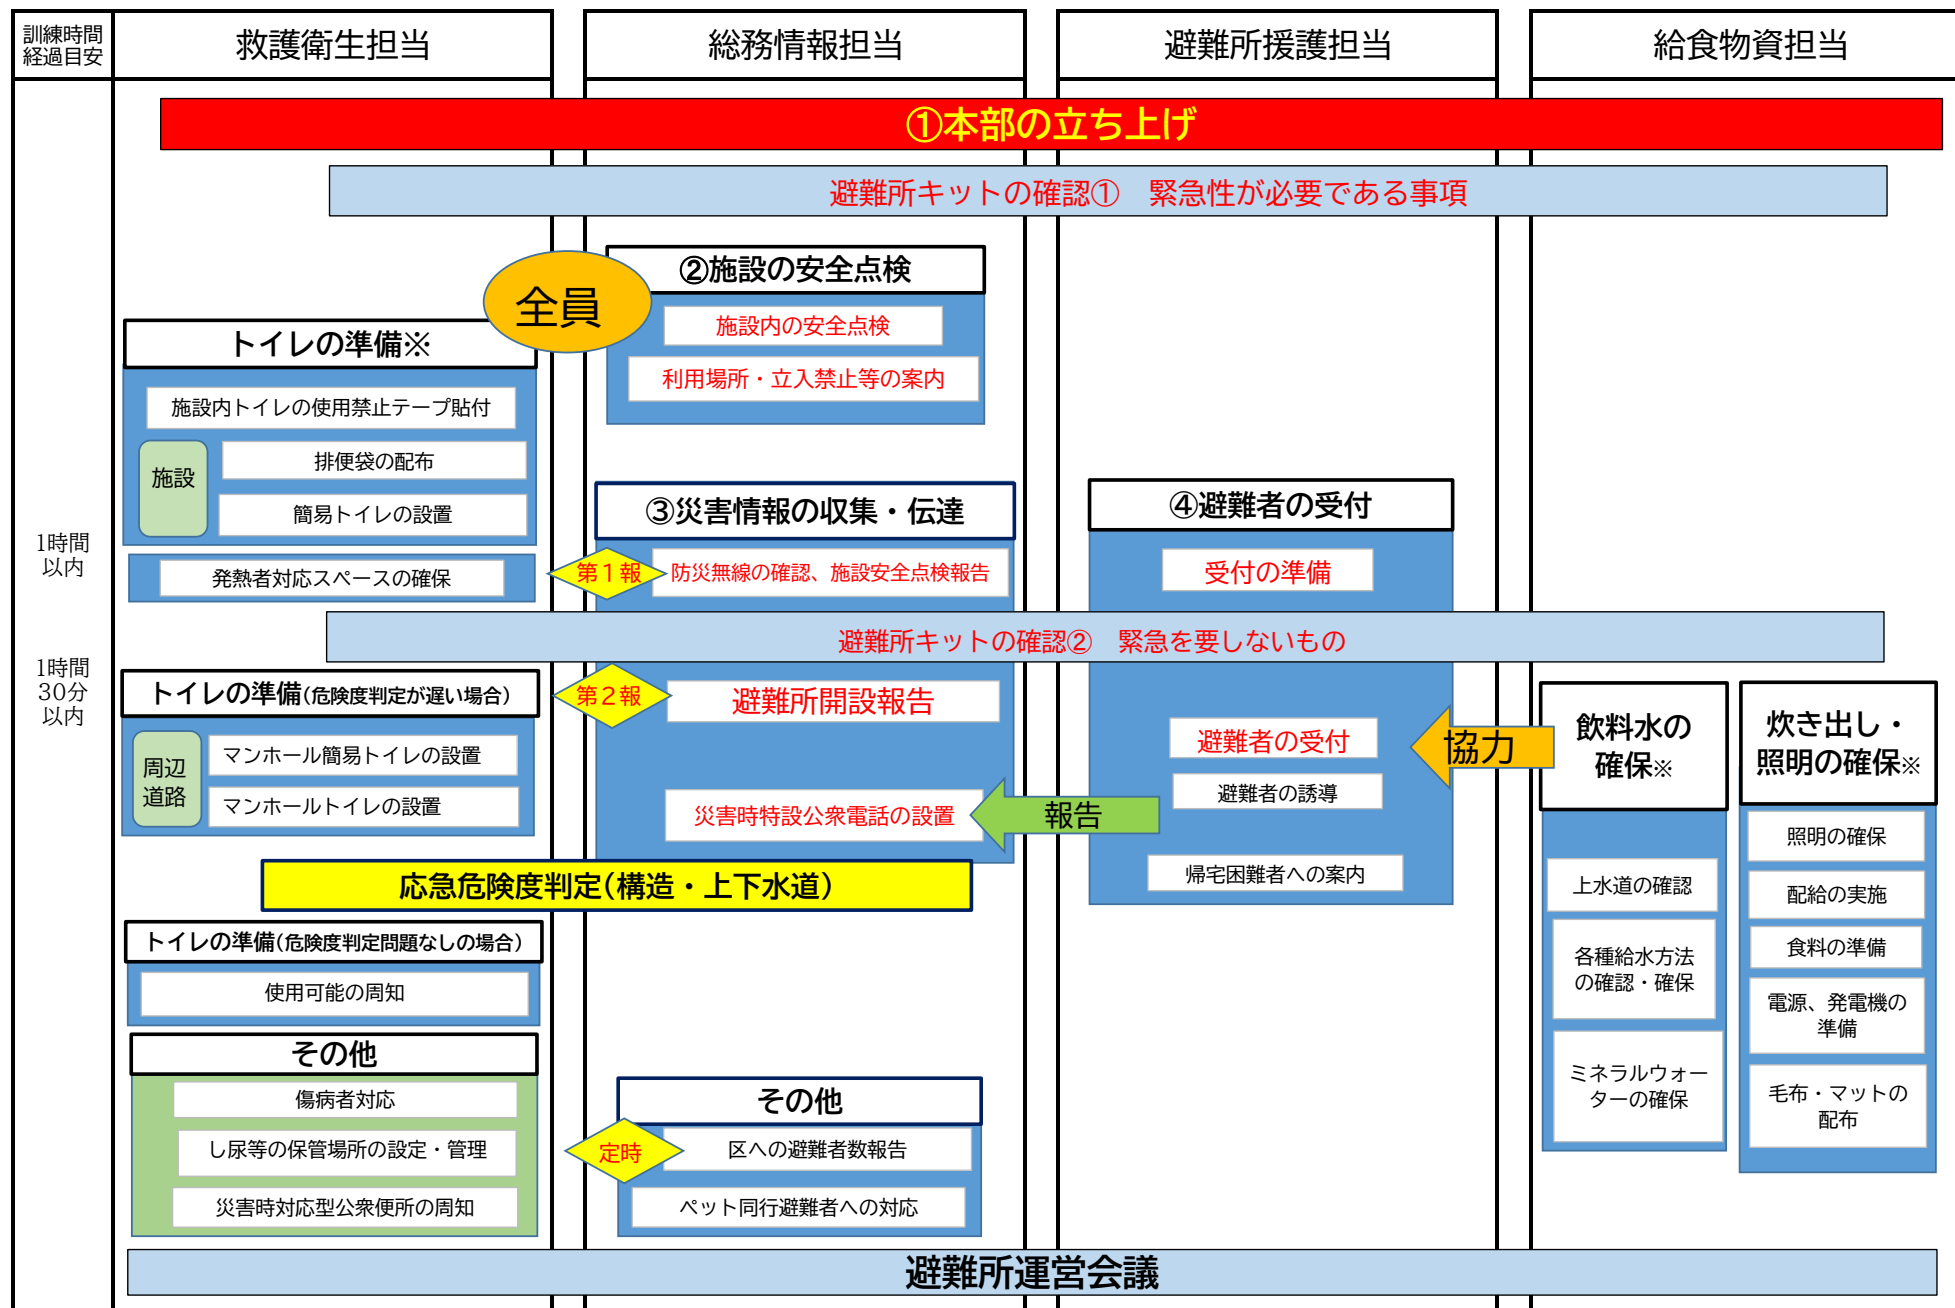 訓練時間
経過目安
救護衛生担当
総務情報担当
避難所援護担当
給食物資担当
①本部の立ち上げ
避難所キットの確認①　緊急性が必要である事項
全員
②施設の安全点検
施設内の安全点検
利用場所・立入禁止等の案内
トイレの準備※
施設内トイレの使用禁止テープ貼付
施設
排便袋の配布
簡易トイレの設置
1時間
以内
発熱者対応スペースの確保
③災害情報の収集・伝達
第1報
防災無線の確認、施設安全点検報告
④避難者の受付
受付の準備
避難所キットの確認②　緊急を要しないもの
1時間
30分
以内
トイレの準備(危険度判定が遅い場合)
周辺
道路
マンホール簡易トイレの設置
マンホールトイレの設置
第2報
避難所開設報告
災害時特設公衆電話の設置
報告
避難者の受付
避難者の誘導
帰宅困難者への案内
協力
飲料水の
確保※
上水道の確認
各種給水方法
の確認・確保
ミネラルウォー
ターの確保
炊き出し・
照明の確保※
照明の確保
配給の実施
食料の準備
電源、発電機の
準備
毛布・マットの
配布
応急危険度判定(構造・上下水道)
トイレの準備(危険度判定問題なしの場合)
使用可能の周知
その他
傷病者対応
し尿等の保管場所の設定・管理
災害時対応型公衆便所の周知
その他
定時
区への避難者数報告
ペット同行避難者への対応
避難所運営会議